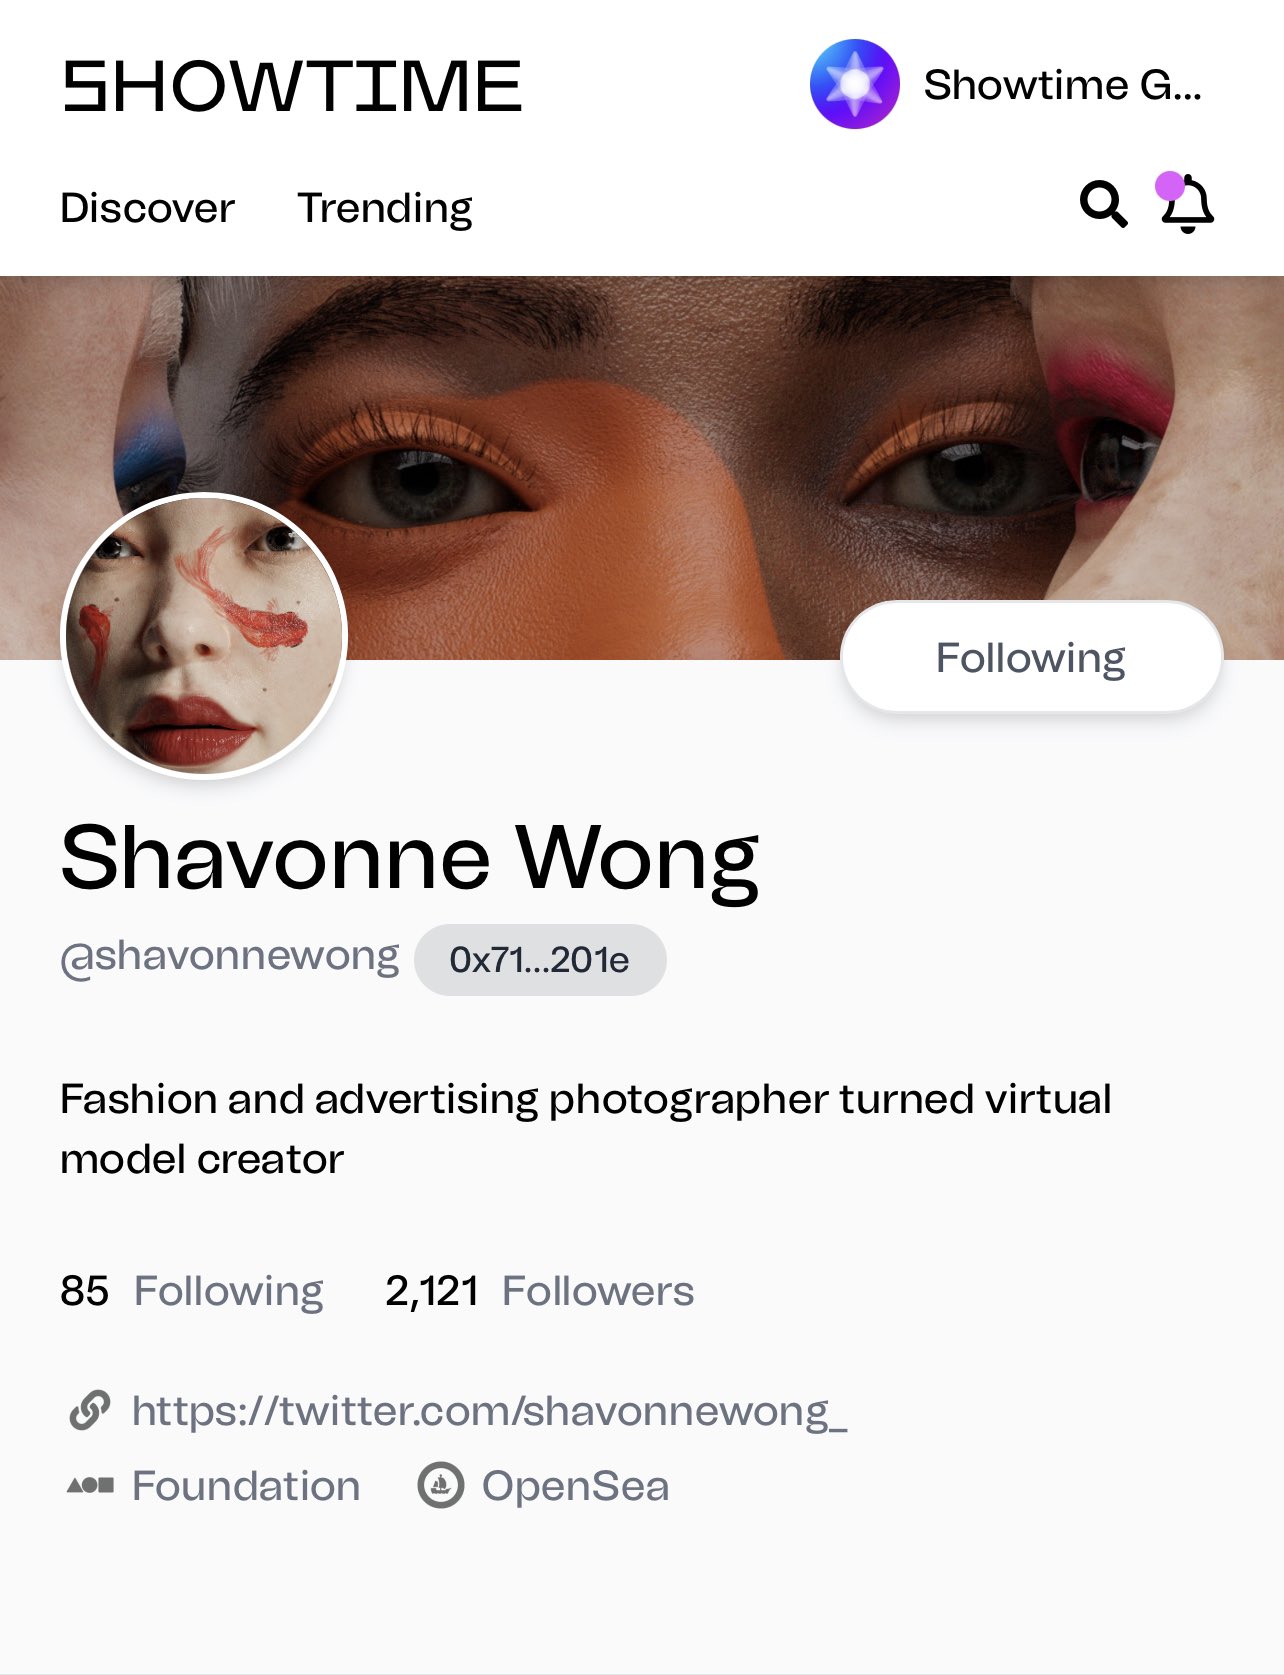 SHOWTIME
Showtime G...
Discover Trending
Following
Shavonne Wong
@shavonnewong 0x71...201e
Fashion and advertising photographer turned virtual
model creator
85 Following 2,121 Followers
https://twitter.com/shavonnewong_
Foundation OpenSea